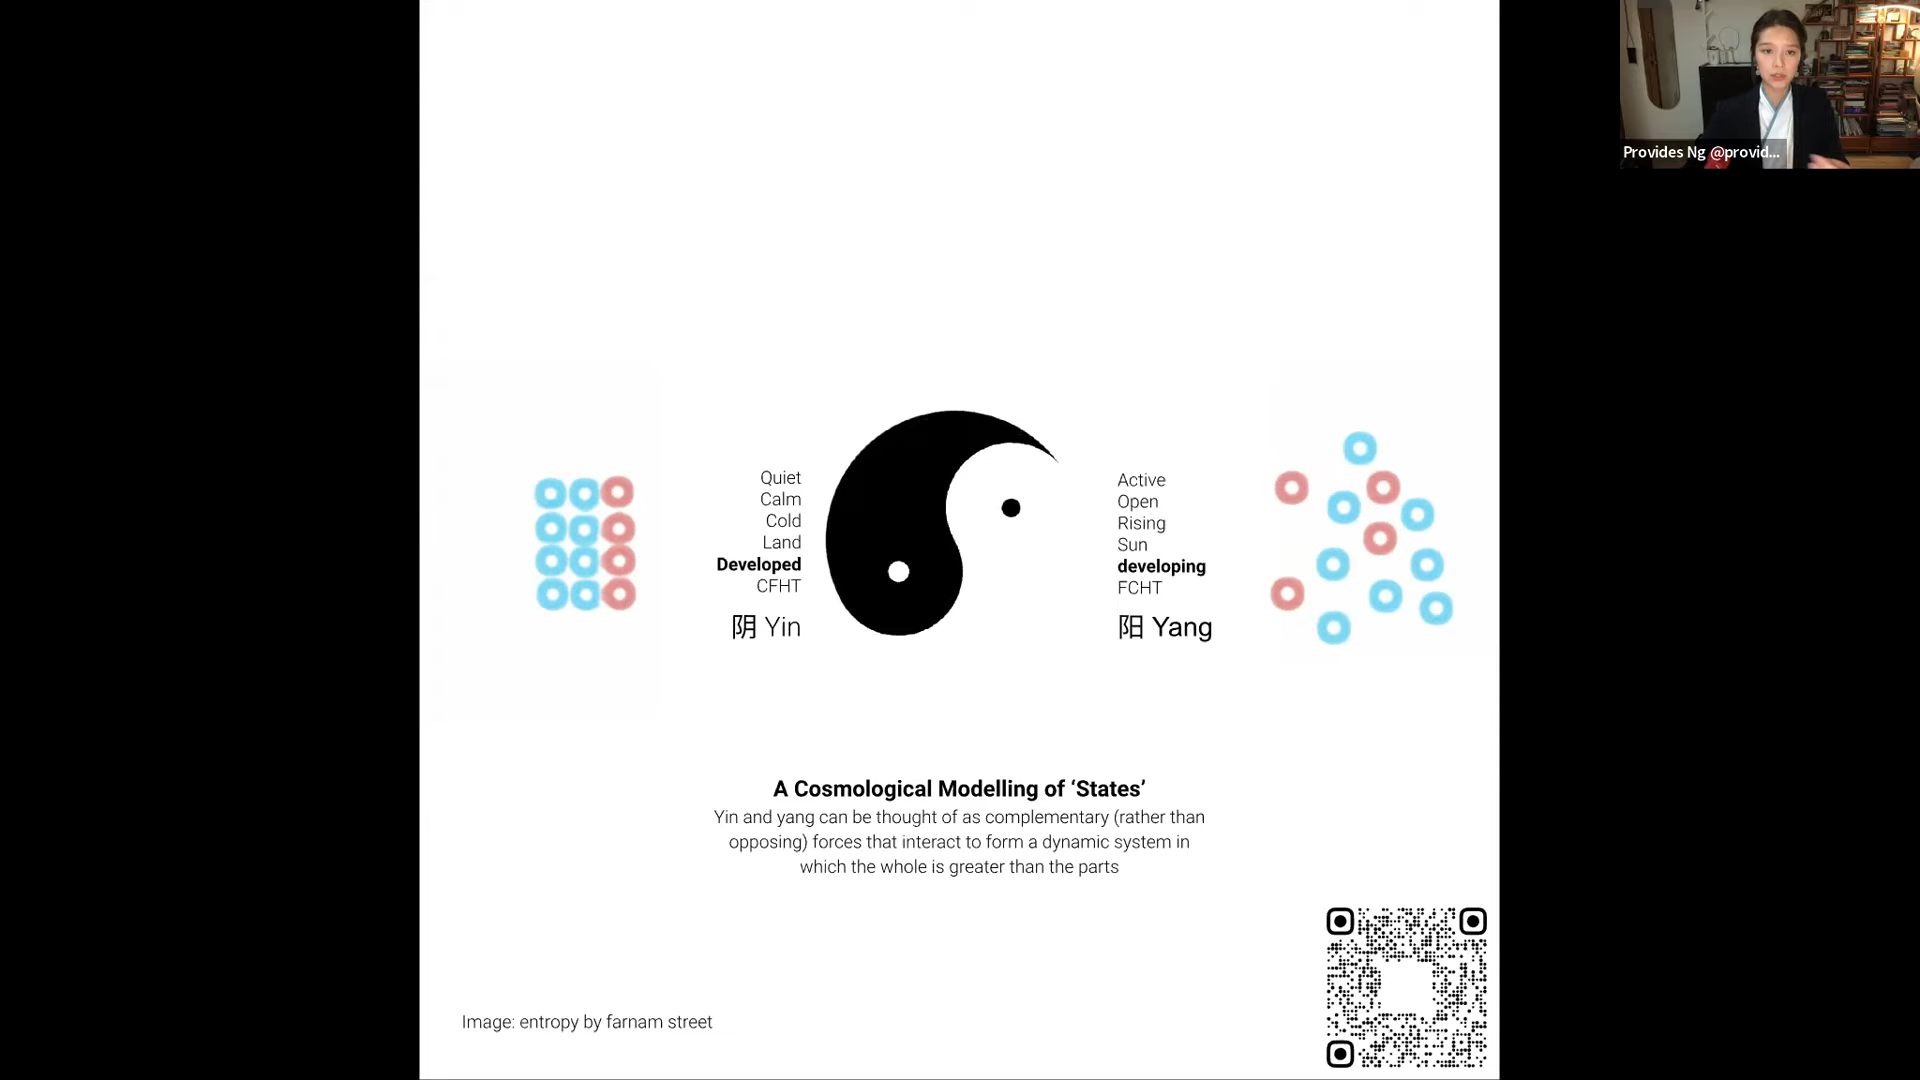 Provides Ng @provid...
Quiet
Calm
Cold
Land
Developed
CFHT
阴 Yin
Active
Open
Rising
Sun
developing
FCHT
阳 Yang
A Cosmological Modelling of ‘States’
Yin and yang can be thought of as complementary (rather than
opposing) forces that interact to form a dynamic system in
which the whole is greater than the parts
Image: entropy by farnam street